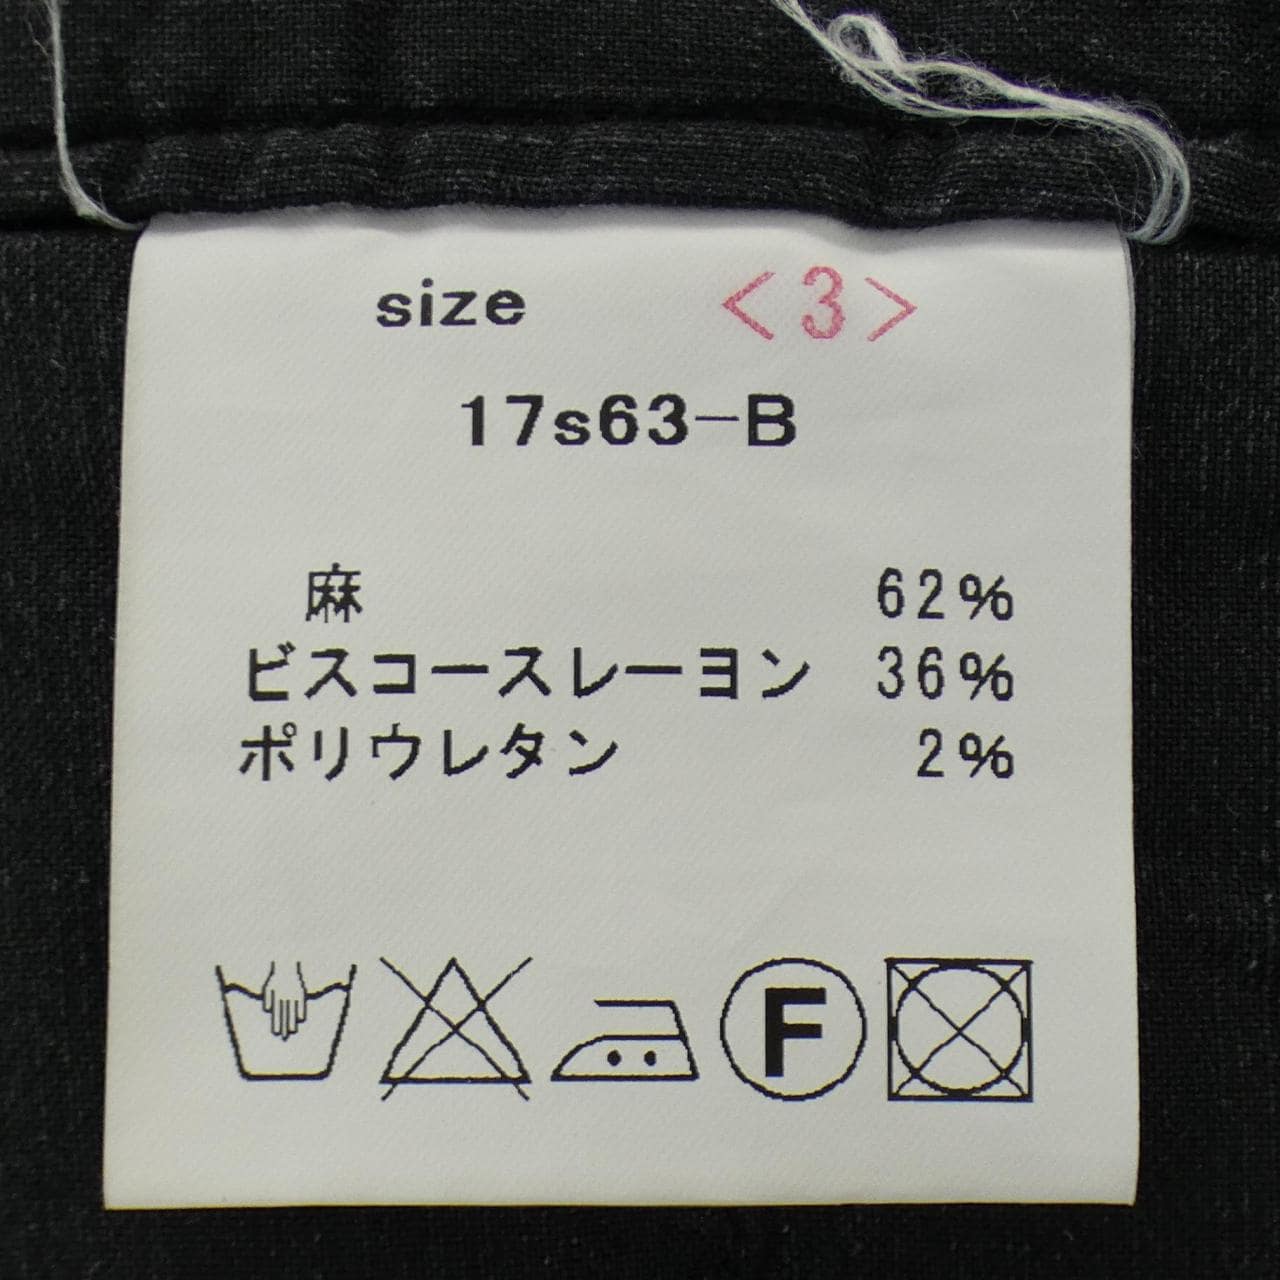 size <3>
17s63-B
麻 62%
ビスコースレーヨン 36%
ポリウレタン 2%
F